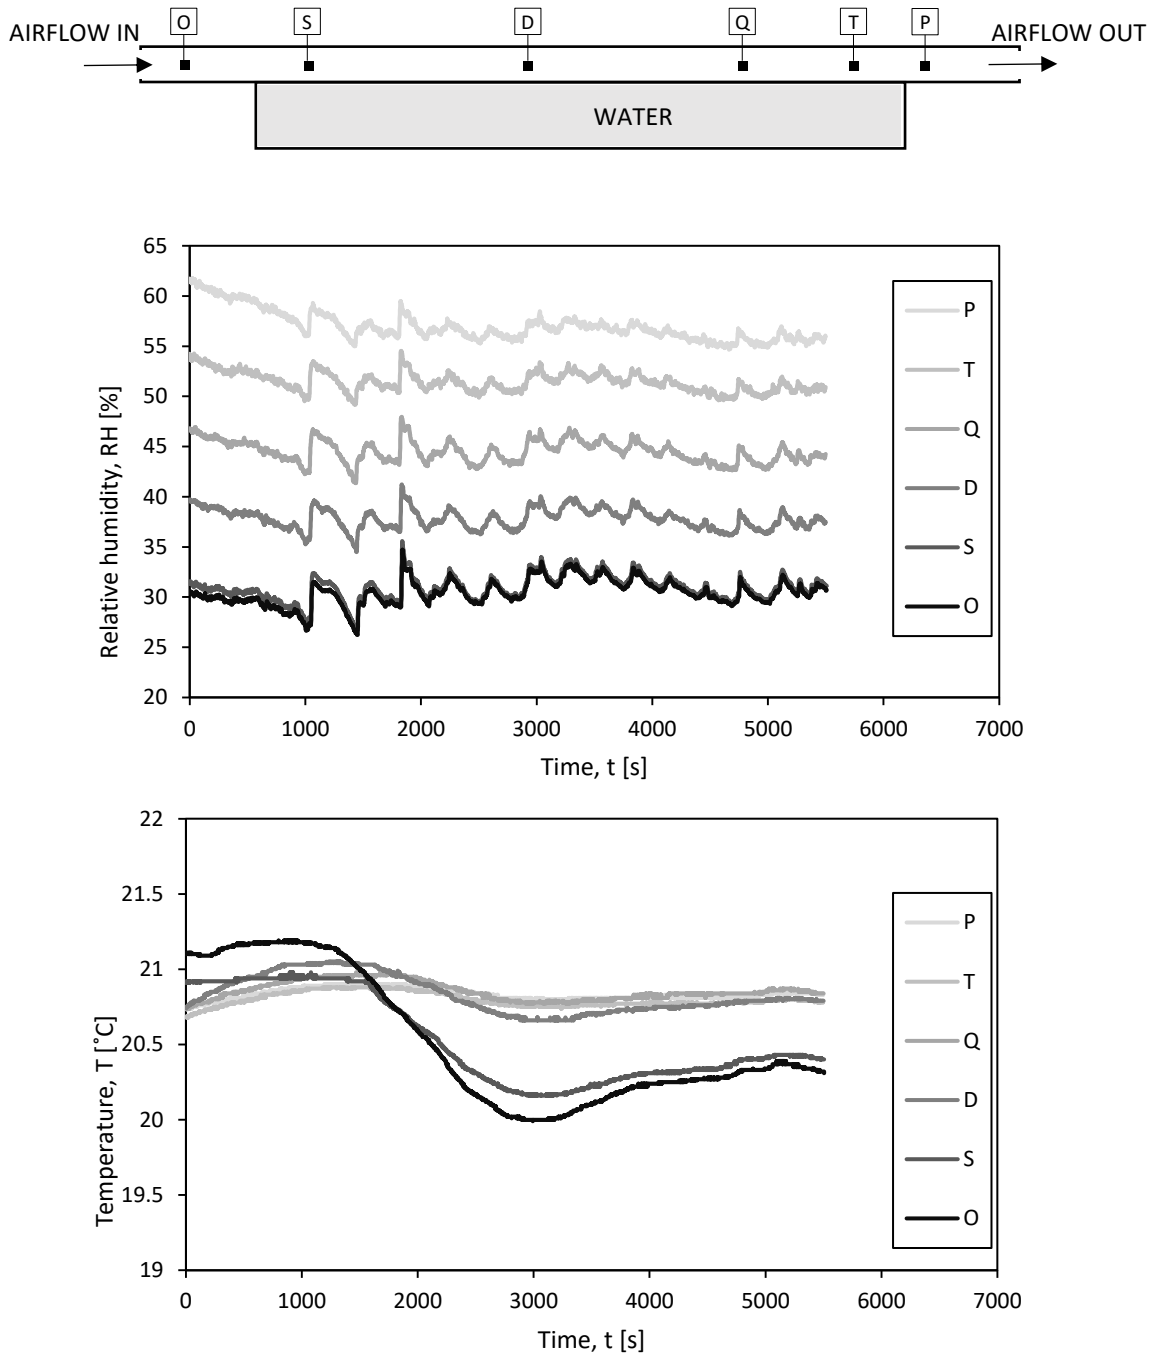 O S D Q T P
AIRFLOW IN AIRFLOW OUT
WATER
65
60
55
50
45
40
35
30
25
20
Relative humidity, RH [%]
P
T
Q
D
S
O
0 1000 2000 3000 4000 5000 6000 7000
Time, t [s]
22
21.5
21
20.5
20
19.5
19
Temperature, T [˚C]
P
T
Q
D
S
O
0 1000 2000 3000 4000 5000 6000 7000
Time, t [s]